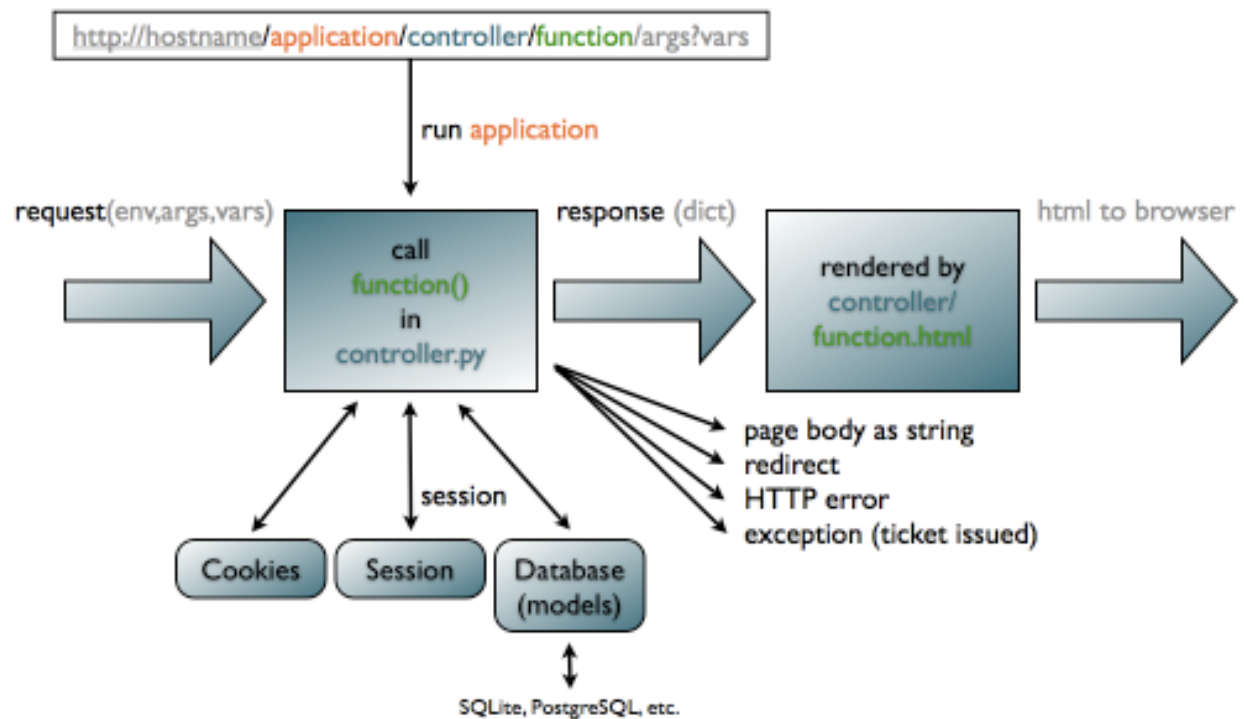 http://hostname/application/controller/function/args?vars
run application
request(env,args,vars)
response (dict)
html to browser
call
function()
in
controller.py
rendered by
controller/
function.html
page body as string
redirect
HTTP error
exception (ticket issued)
session
Cookies
Session
Database
(models)
SQLite, PostgreSQL, etc.